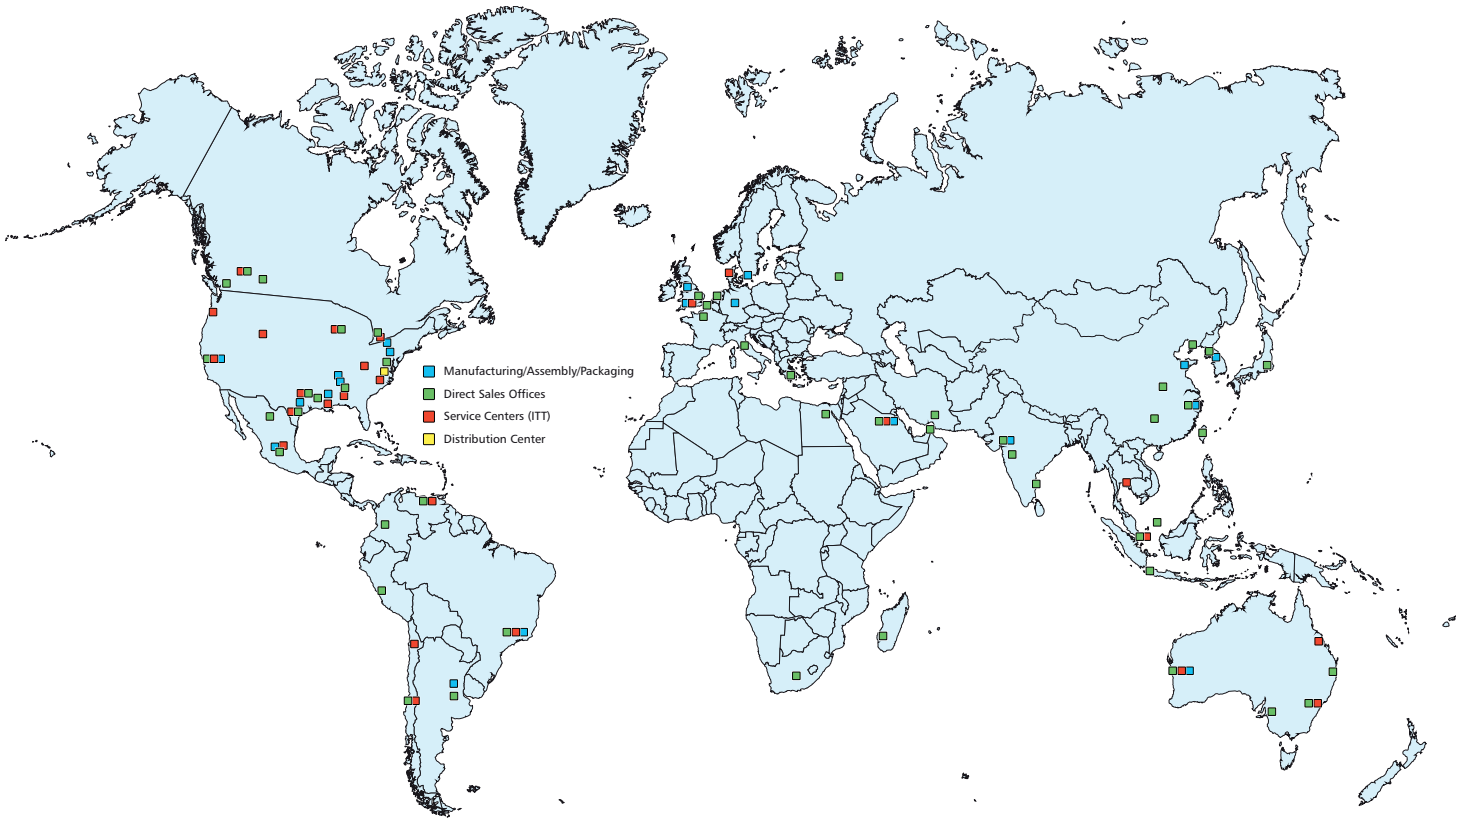 Manufacturing/Assembly/Packaging
Direct Sales Offices
Service Centers (ITT)
Distribution Center